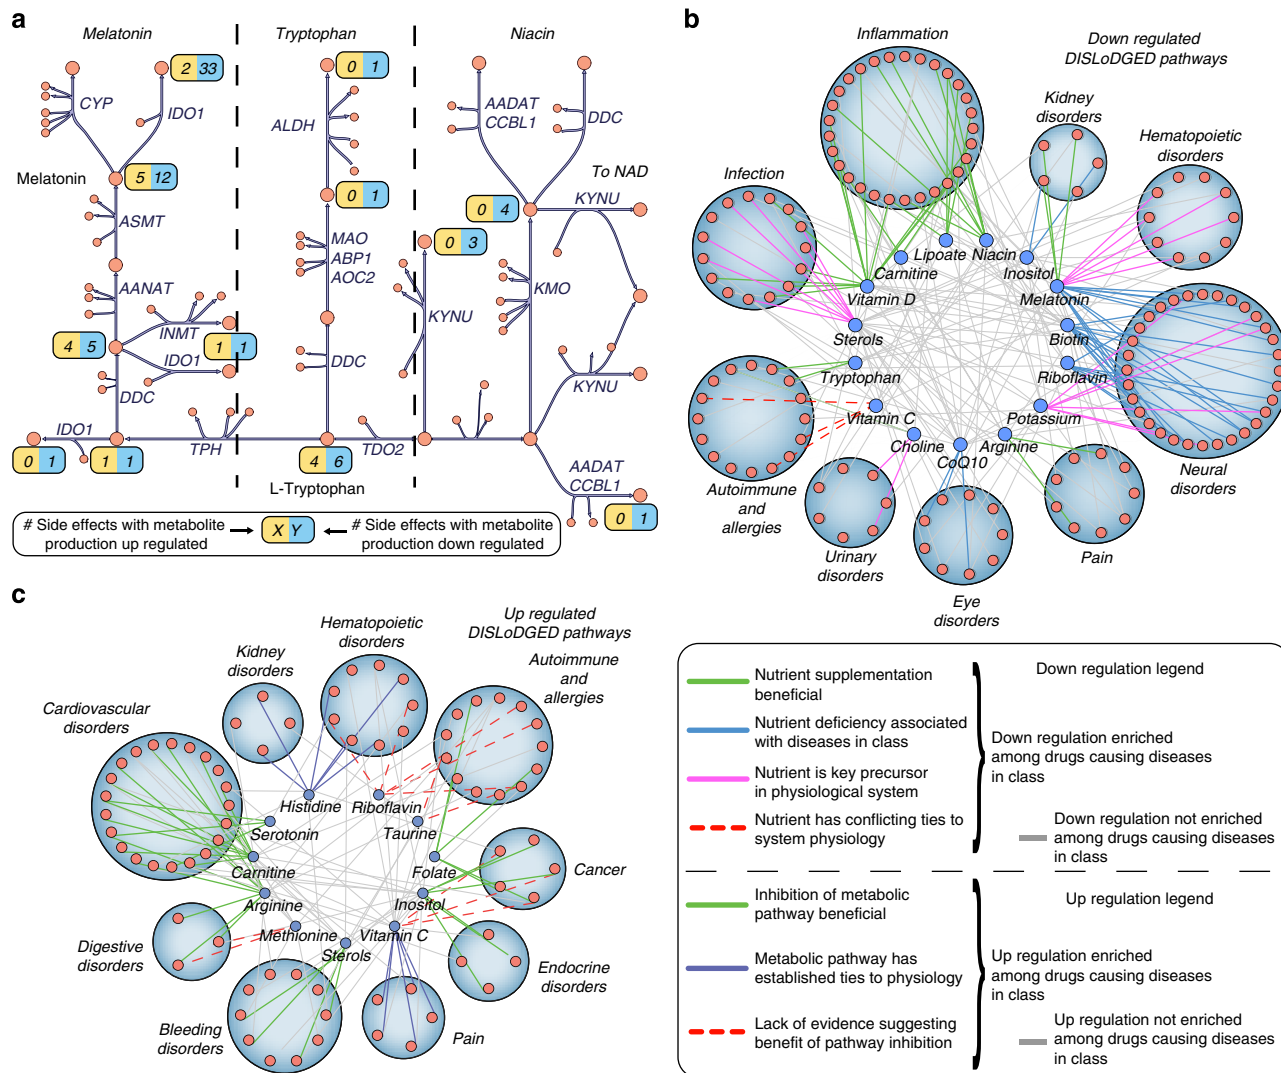 a
Melatonin
Tryptophan
Niacin
2 33
CYP
IDO1
0 1
ALDH
AADAT
CCBL1
DDC
To NAD
Melatonin
5 12
0 1
0 4
KYNU
ASMT
0 3
MAO
ABP1
AOC2
KMO
AANAT
INMT
KYNU
4 5
1 1
IDO1
DDC
DDC
KYNU
IDO1
TPH
TDO2
0 1
1 1
4 6
L-Tryptophan
AADAT
CCBL1
0 1
# Side effects with metabolite
production up regulated
X Y
# Side effects with metabolite
production down regulated
b
Inflammation
Down regulated
DISLoDGED pathways
Kidney
disorders
Hematopoietic
disorders
Infection
Lipoate
Niacin
Carnitine
Inositol
Vitamin D
Melatonin
Sterols
Biotin
Tryptophan
Riboflavin
Vitamin C
Potassium
Choline
Arginine
CoQ10
Neural
disorders
Autoimmune
and
allergies
Urinary
disorders
Eye
disorders
Pain
c
Up regulated
DISLoDGED pathways
Hematopoietic
disorders
Kidney
disorders
Autoimmune
and
allergies
Cardiovascular
disorders
Histidine
Riboflavin
Serotonin
Taurine
Carnitine
Folate
Cancer
Arginine
Inositol
Methionine
Vitamin C
Sterols
Digestive
disorders
Endocrine
disorders
Bleeding
disorders
Pain
Nutrient supplementation
beneficial
Nutrient deficiency associated
with diseases in class
Nutrient is key precursor
in physiological system
Nutrient has conflicting ties to
system physiology
Down regulation legend
Down regulation enriched
among drugs causing diseases
in class
Down regulation not enriched
among drugs causing diseases
in class
Inhibition of metabolic
pathway beneficial
Metabolic pathway has
established ties to physiology
Lack of evidence suggesting
benefit of pathway inhibition
Up regulation legend
Up regulation enriched
among drugs causing diseases
in class
Up regulation not enriched
among drugs causing diseases
in class